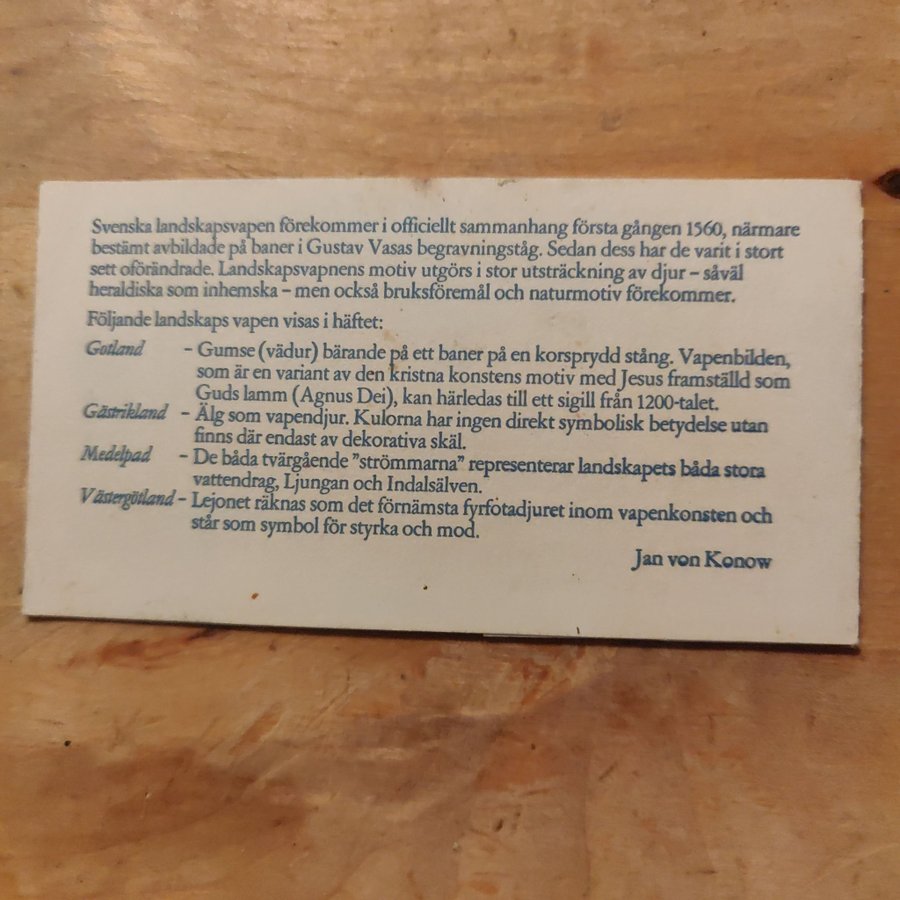 Svenska landskapsvapen förekommer i officiellt sammanhang första gången 1560, närmare
bestämt avbildade på baner i Gustav Vasas begravningståg. Sedan dess har de varit i stort
sett oförändrade. Landskapsvapnens motiv utgörs i stor utsträckning av djur – såväl
heraldiska som inhemska – men också bruksföremål och naturmotiv förekommer.
Följande landskaps vapen visas i häftet:
Gotland – Gumse (vädur) bärande på ett baner på en korsprydd stång. Vapenbilden,
som är en variant av den kristna konstens motiv med Jesus framställd som
Guds lamm (Agnus Dei), kan härledas till ett sigill från 1200-talet.
Gästrikland – Älg som vapendjur. Kulorna har ingen direkt symbolisk betydelse utan
finns där endast av dekorativa skäl.
Medelpad – De båda tvärgående ”strömmarna” representerar landskapets båda stora
vattendrag, Ljungan och Indalsälven.
Västergötland – Lejonet räknas som det förnämsta fyrfotadjuret inom vapenkonsten och
står som symbol för styrka och mod.
Jan von Konow